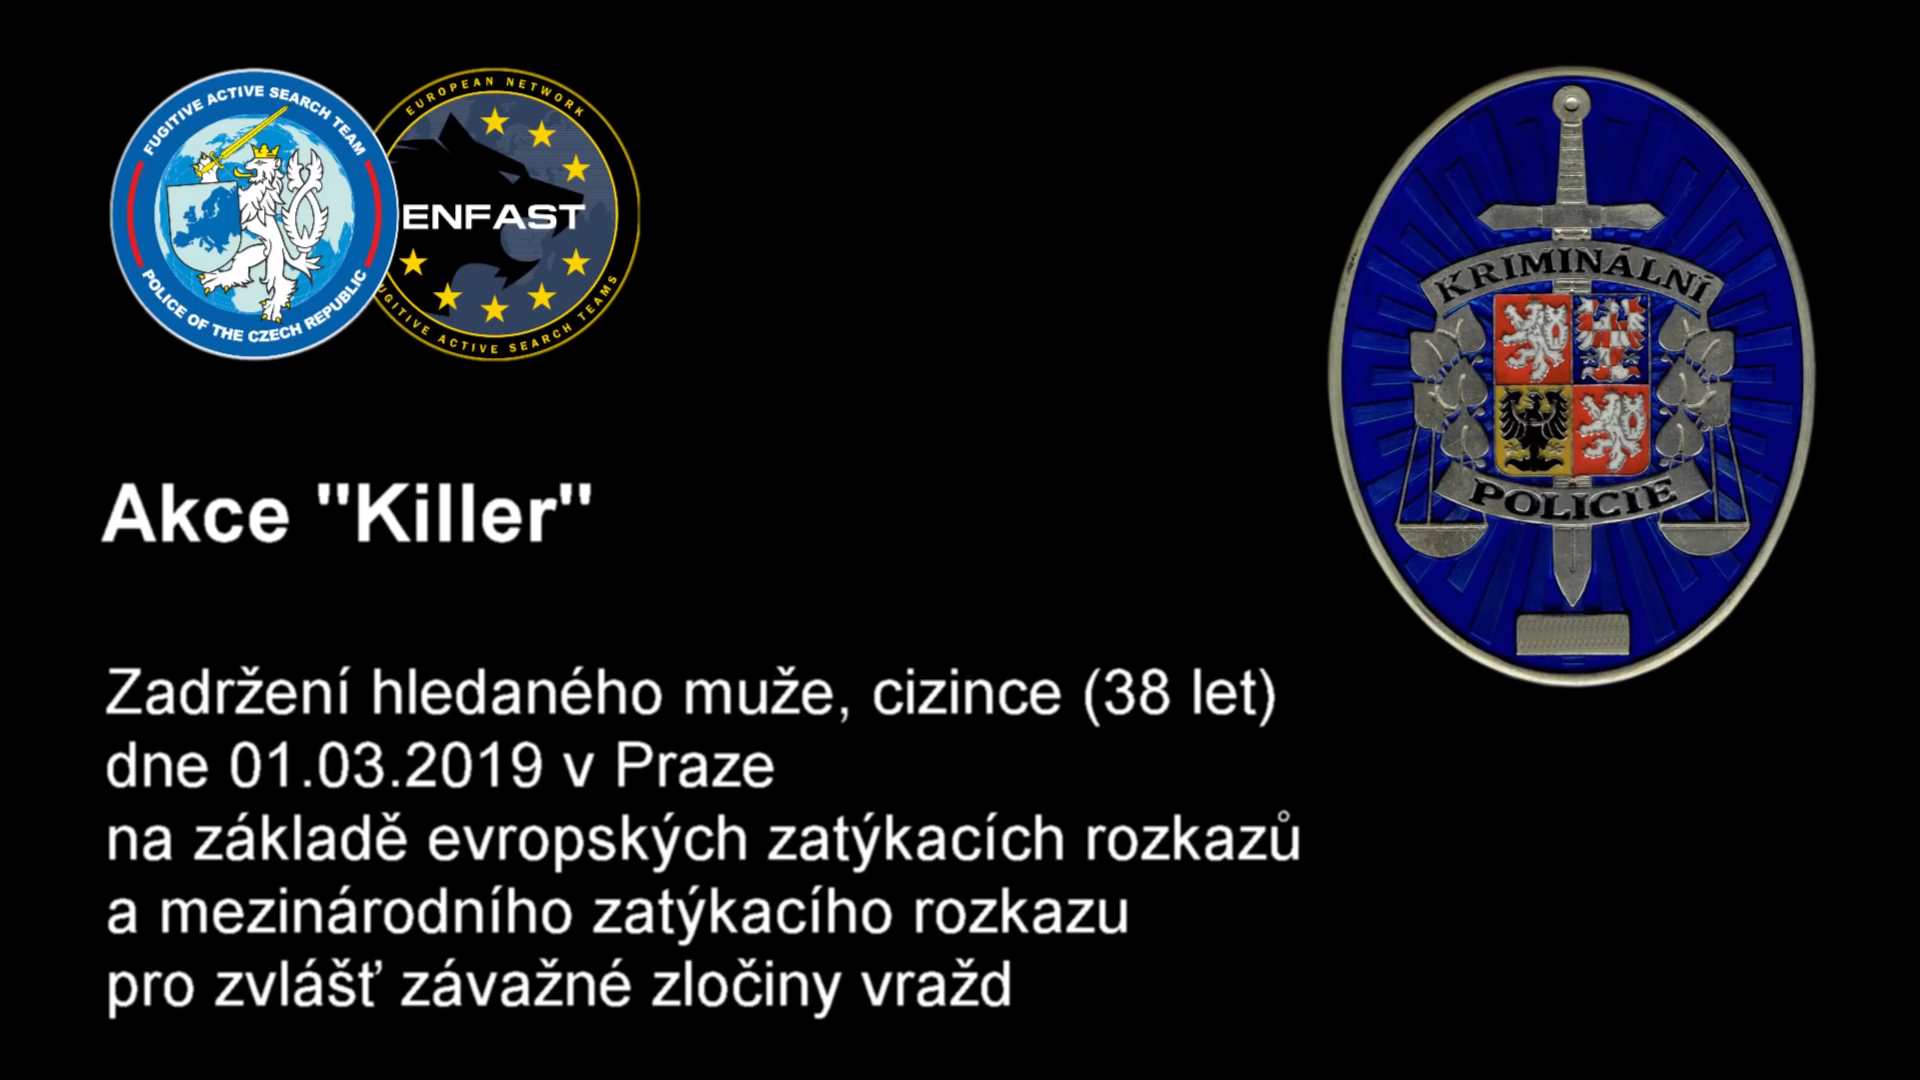 FUGITIVE ACTIVE SEARCH TEAM
POLICE OF THE CZECH REPUBLIC
EUROPEAN NETWORK
ENFAST
ACTIVE SEARCH TEAMS
KRIMINÁLNÍ
POLICIE
Akce "Killer"
Zadržení hledaného muže, cizince (38 let)
dne 01.03.2019 v Praze
na základě evropských zatýkacích rozkazů
a mezinárodního zatýkacího rozkazu
pro zvlášť závažné zločiny vražd